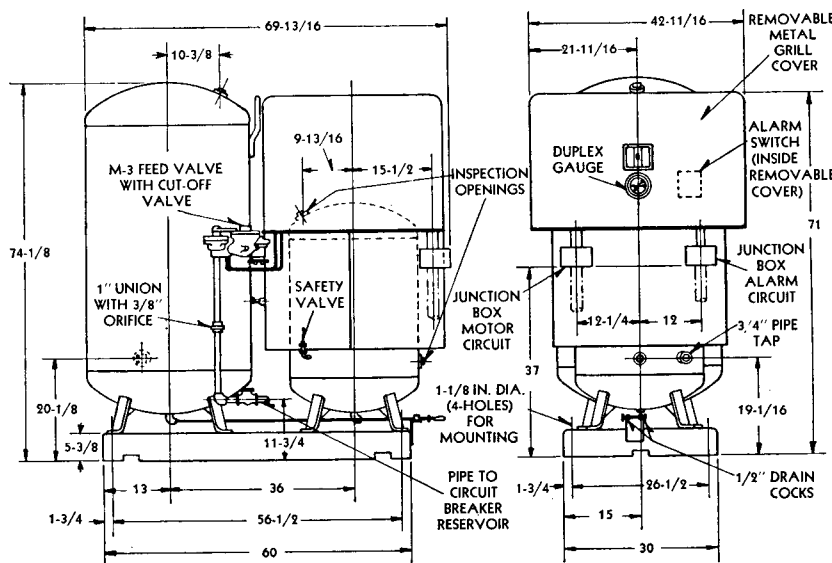 69-13/16
10-3/8
M-3 FEED VALVE
WITH CUT-OFF
VALVE
9-13/16
15-1/2
INSPECTION
OPENINGS
74-1/8
1" UNION
WITH 3/8"
ORIFICE
SAFETY
VALVE
20-1/8
5-3/8
11-3/4
13
36
PIPE TO
CIRCUIT
BREAKER
RESERVOIR
1-3/4
56-1/2
60
42-11/16
21-11/16
REMOVABLE
METAL
GRILL
COVER
DUPLEX
GAUGE
ALARM
SWITCH
(INSIDE
REMOVABLE
COVER)
71
JUNCTION
BOX
MOTOR
CIRCUIT
JUNCTION
BOX
ALARM
CIRCUIT
12-1/4
12
3/4" PIPE
TAP
37
1-1/8 IN. DIA.
(4-HOLES)
FOR
MOUNTING
19-1/16
1/2" DRAIN
COCKS
1-3/4
26-1/2
15
30